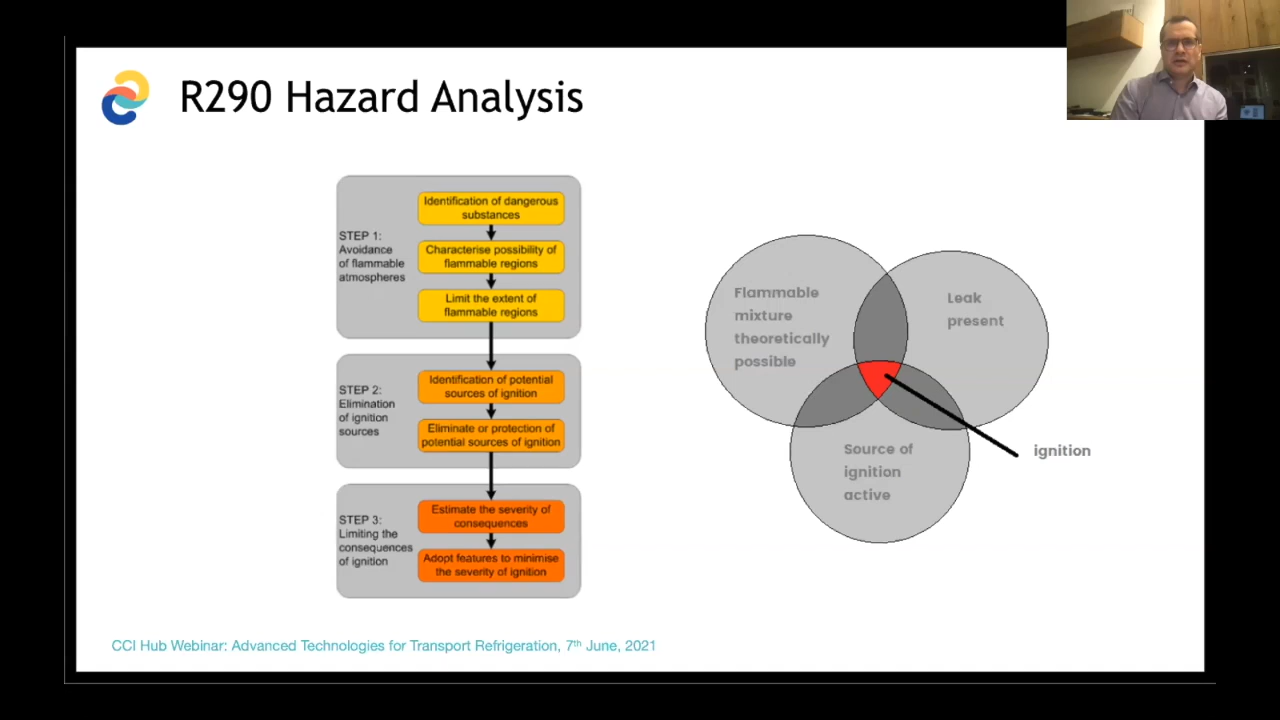 R290 Hazard Analysis
STEP 1:
Avoidance
of flammable
atmospheres
Identification of dangerous
substances
Characterise possibility of
flammable regions
Limit the extent of
flammable regions
STEP 2:
Elimination
of ignition
sources
Identification of potential
sources of ignition
Eliminate or protection of
potential sources of ignition
STEP 3:
Limiting the
consequences
of ignition
Estimate the severity of
consequences
Adopt features to minimise
the severity of ignition
Flammable
mixture
theoretically
possible
Leak
present
Source of
ignition
active
ignition
CCI Hub Webinar: Advanced Technologies for Transport Refrigeration, 7th June, 2021